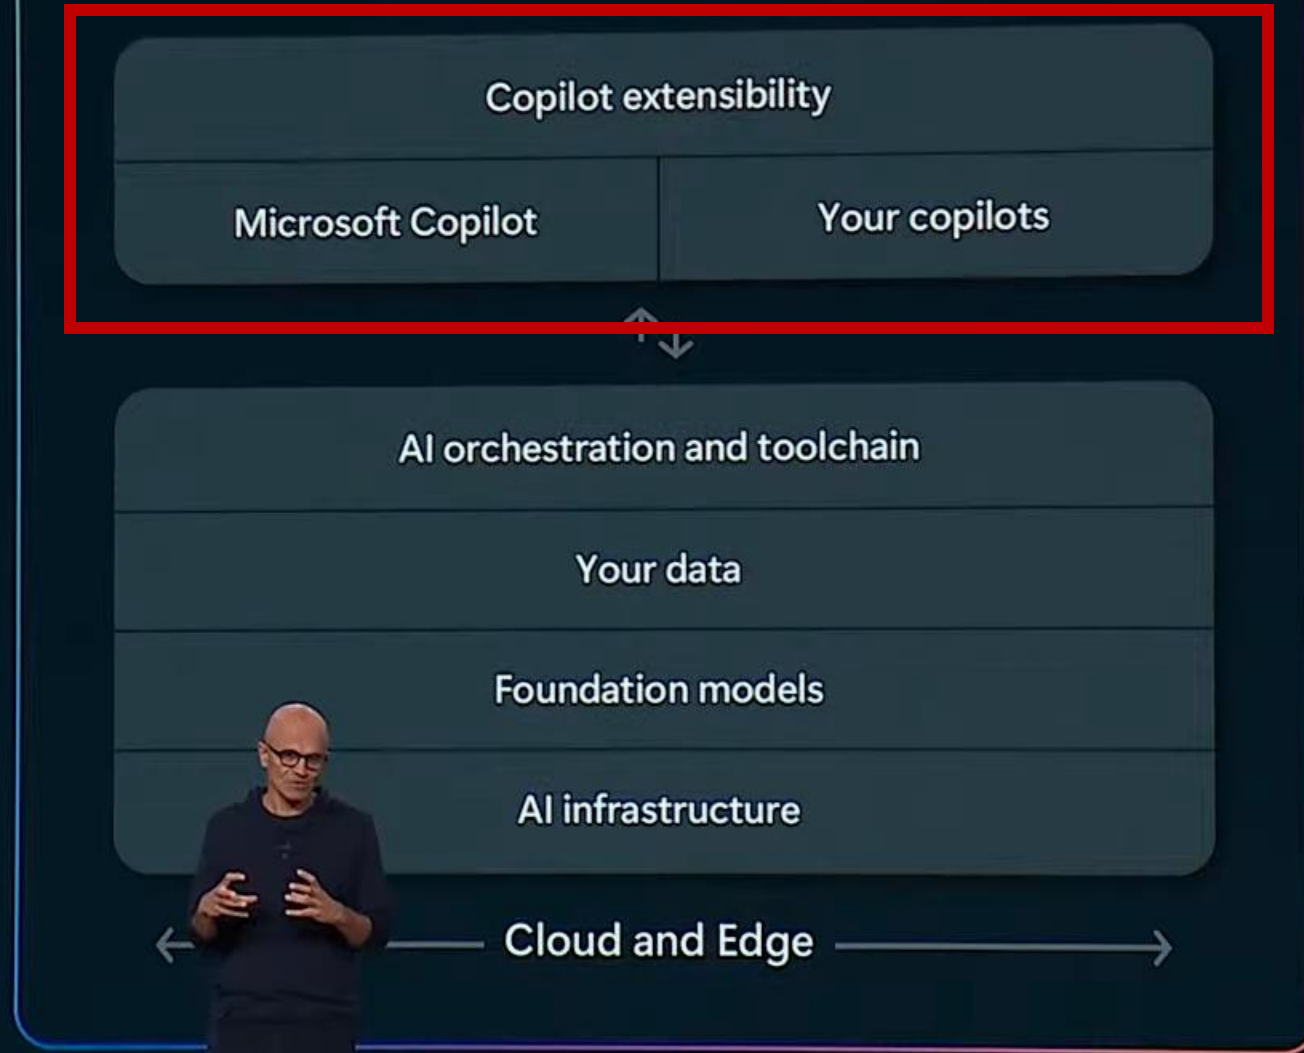 Copilot extensibility
Microsoft Copilot
Your copilots
AI orchestration and toolchain
Your data
Foundation models
AI infrastructure
Cloud and Edge